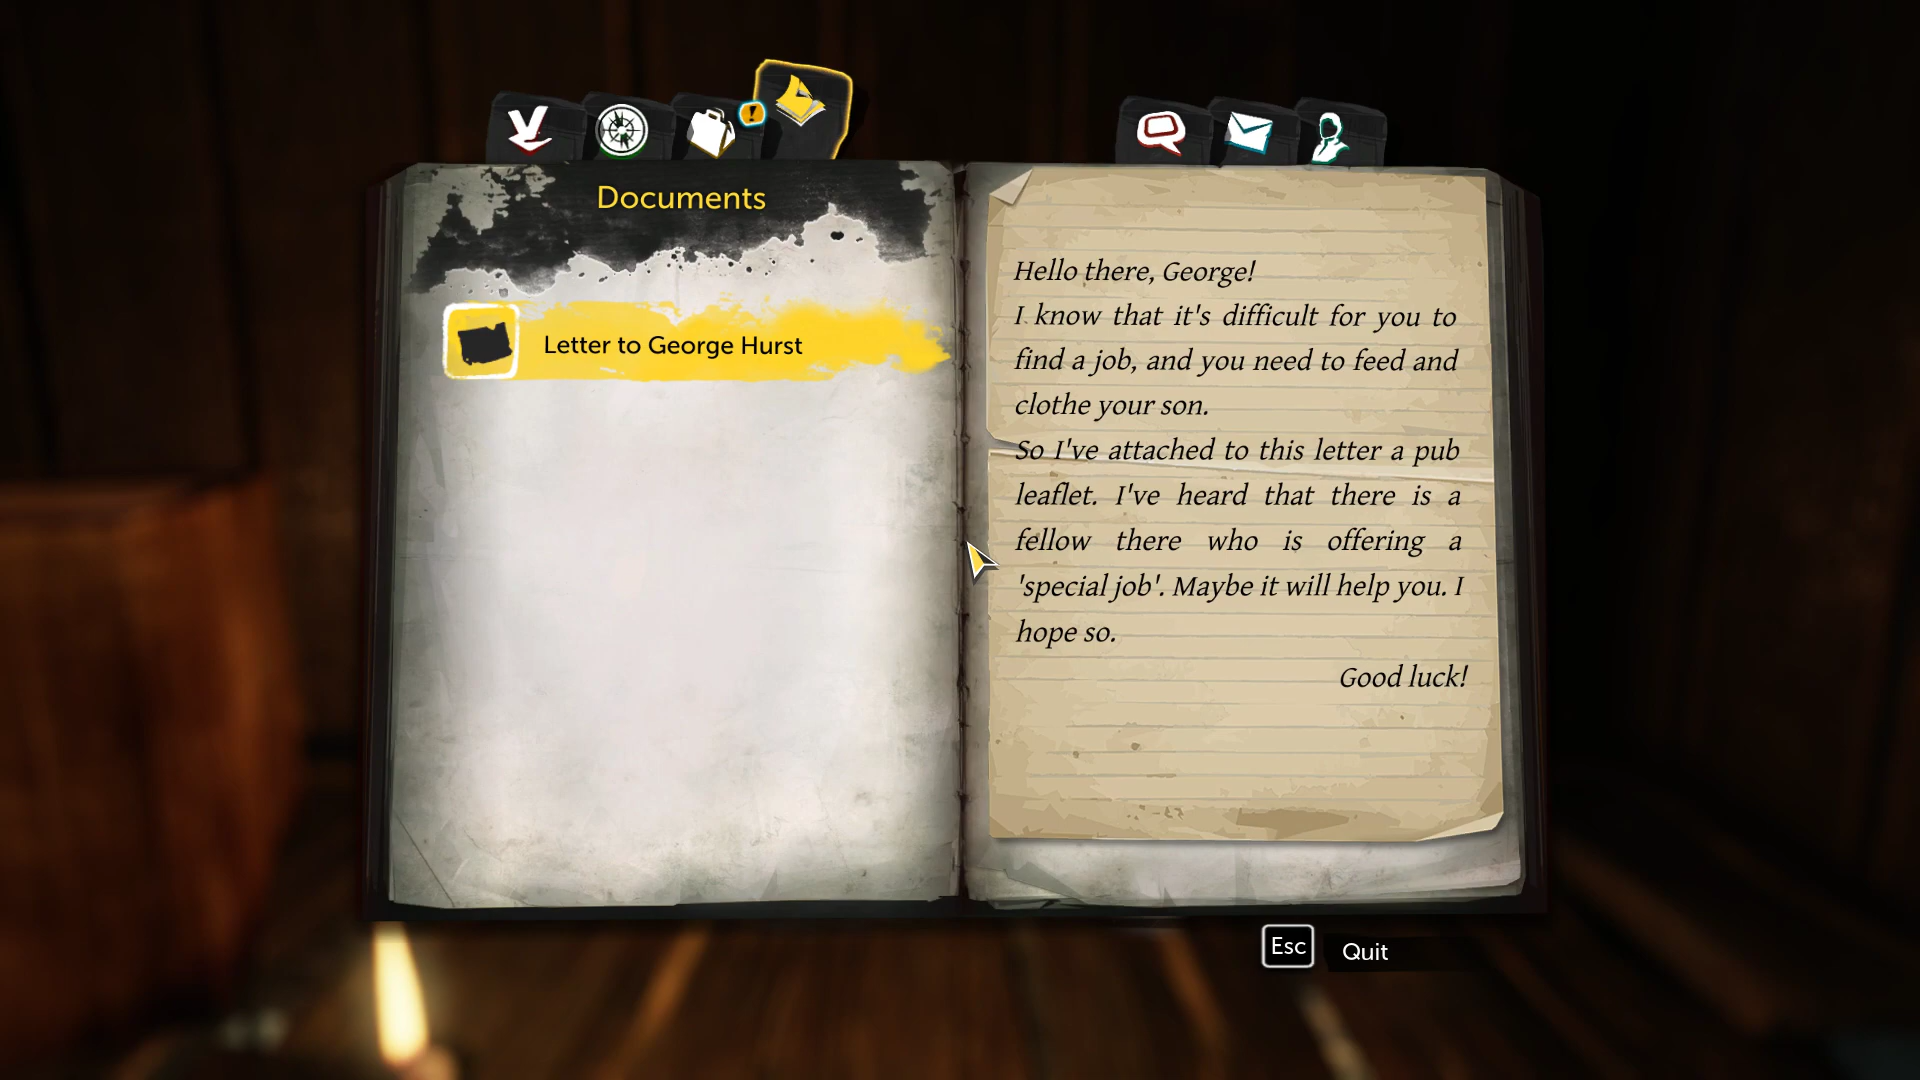 Documents
Letter to George Hurst
Hello there, George!
I know that it's difficult for you to
find a job, and you need to feed and
clothe your son.
So I've attached to this letter a pub
leaflet. I've heard that there is a
fellow there who is offering a
'special job'. Maybe it will help you. I
hope so.
Good luck!
Esc Quit